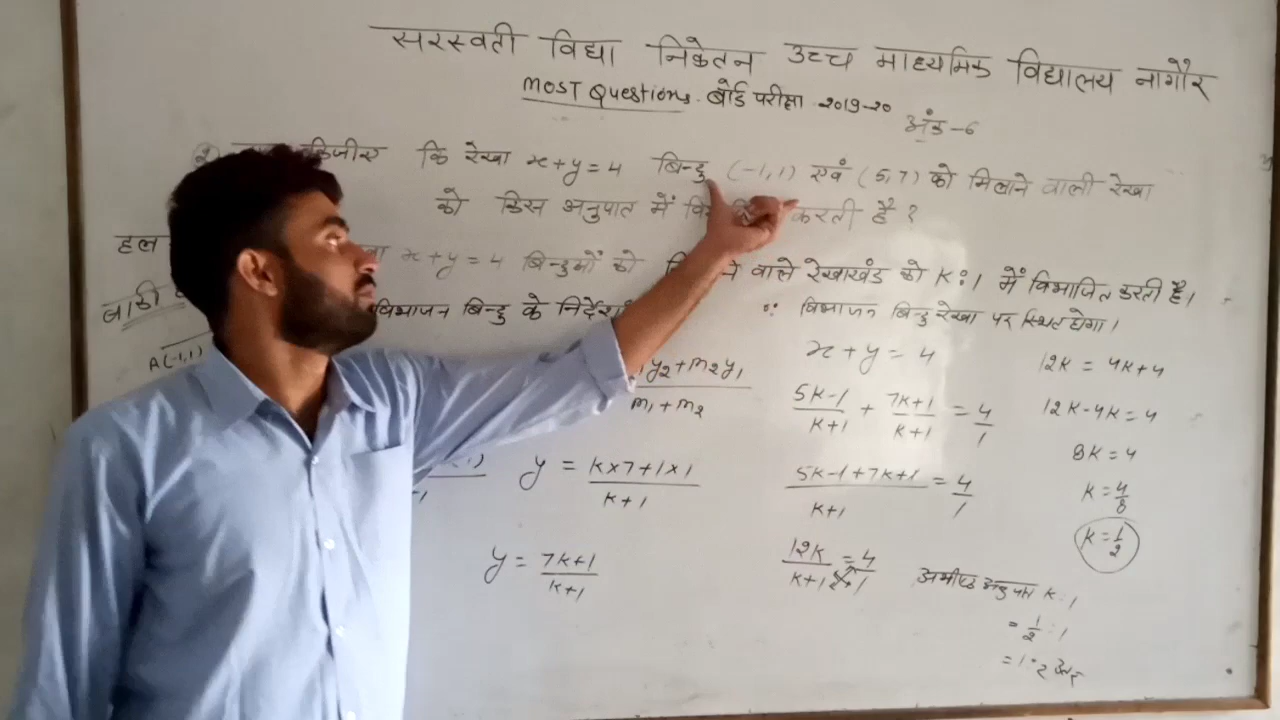 सरस्वती विद्या निकेतन उच्च माध्यमिक विद्यालय नागौर
MOST Questions. बोर्ड परीक्षा 2019-20
अंक-6
2) कि रेखा x+y=4 बिन्दु (-1,1) एवं (5,7) को मिलाने वाली रेखा
को किस अनुपात में करती है ?
हल x+y=4 बिन्दुओं को वाले रेखाखंड को K:1 में विभाजित करती है।
विभाजन बिन्दु के ∵ विभाजन बिन्दु रेखा पर स्थित होगा।
A(-1,1)
y2+m2y1
m1+m2
y = K×7+1×1
K+1
y = 7K+1
K+1
x+y=4
5K-1/K+1 + 7K+1/K+1 = 4/1
5K-1+7K+1/K+1 = 4/1
12K/K+1 = 4/1
12K = 4K+4
12K-4K=4
8K=4
K=4/8
K=1/2
अभीष्ट अनुपात K:1
= 1/2 : 1
= 1:2 उत्तर